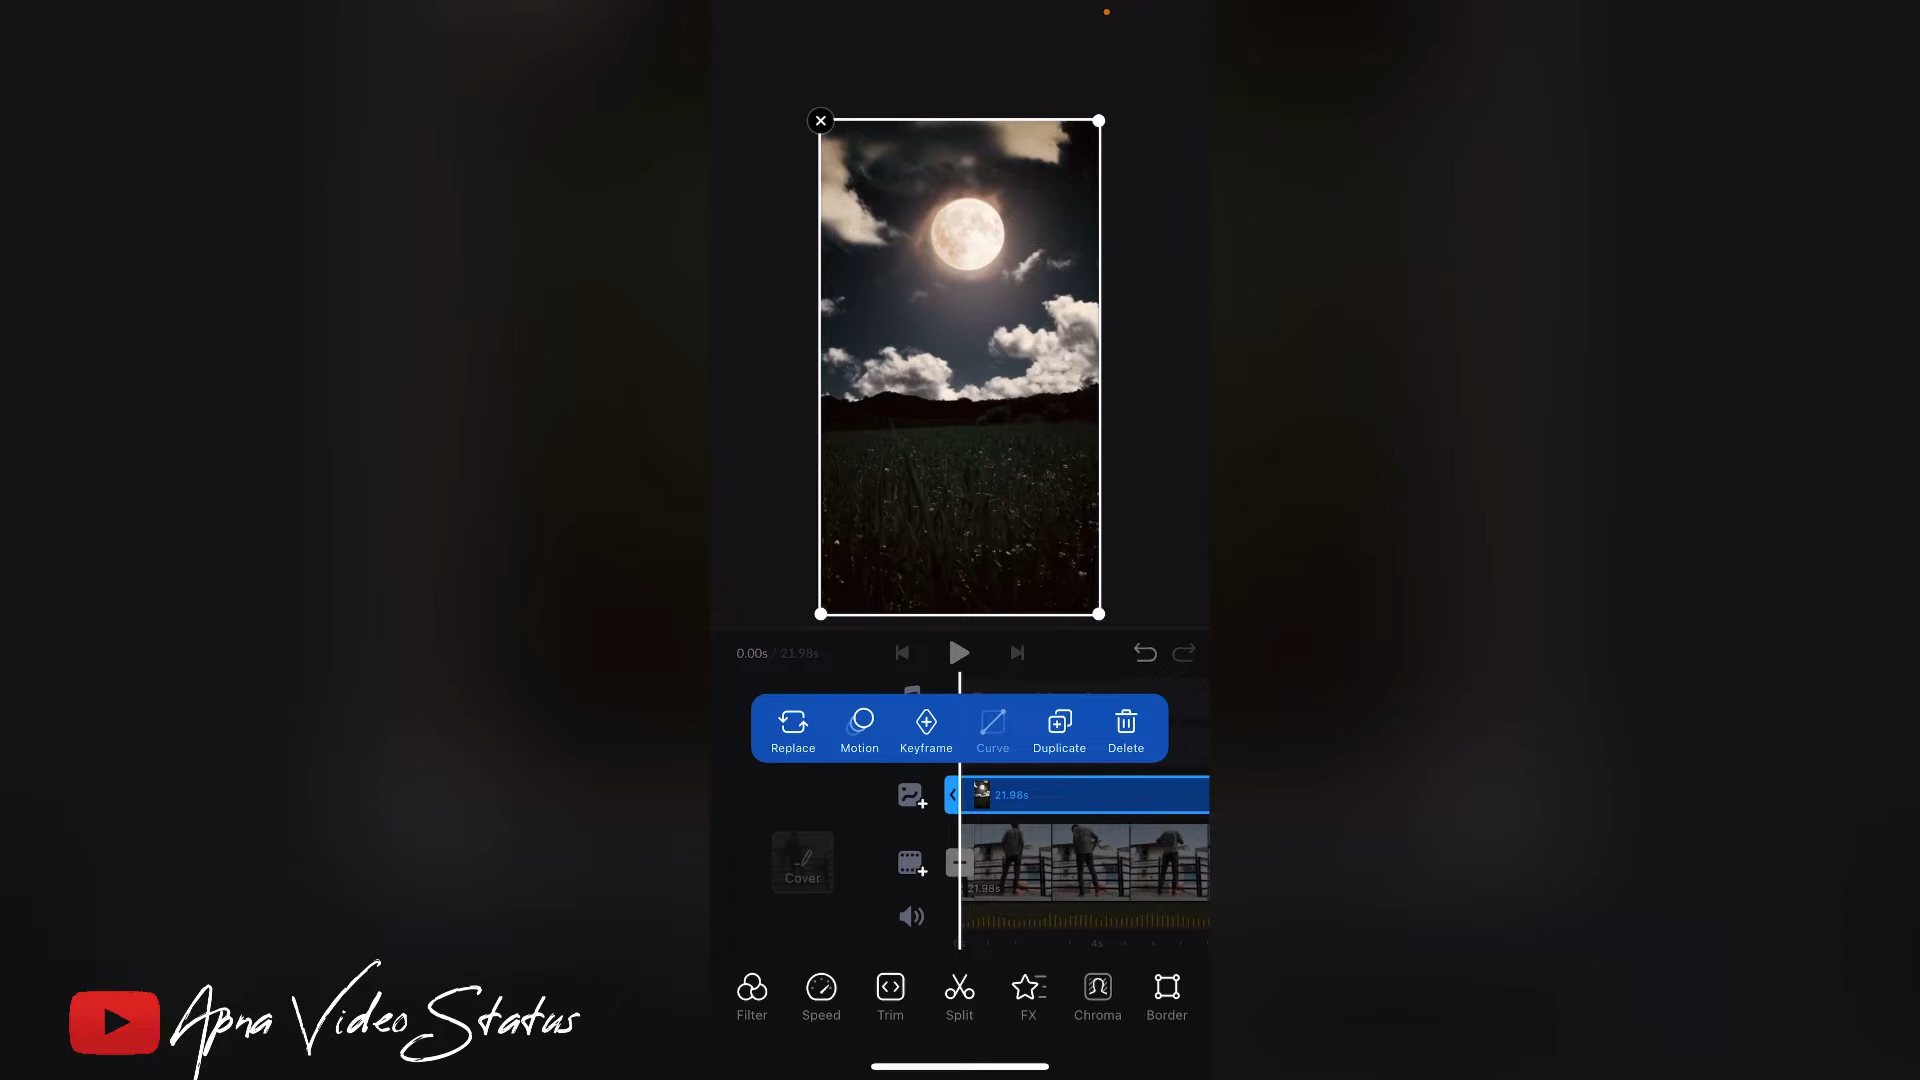 0.00s / 21.98s
Replace Motion Keyframe Curve Duplicate Delete
21.98s
Cover
21.98s
4s
Filter Speed Trim Split FX Chroma Border
Apna Video Status